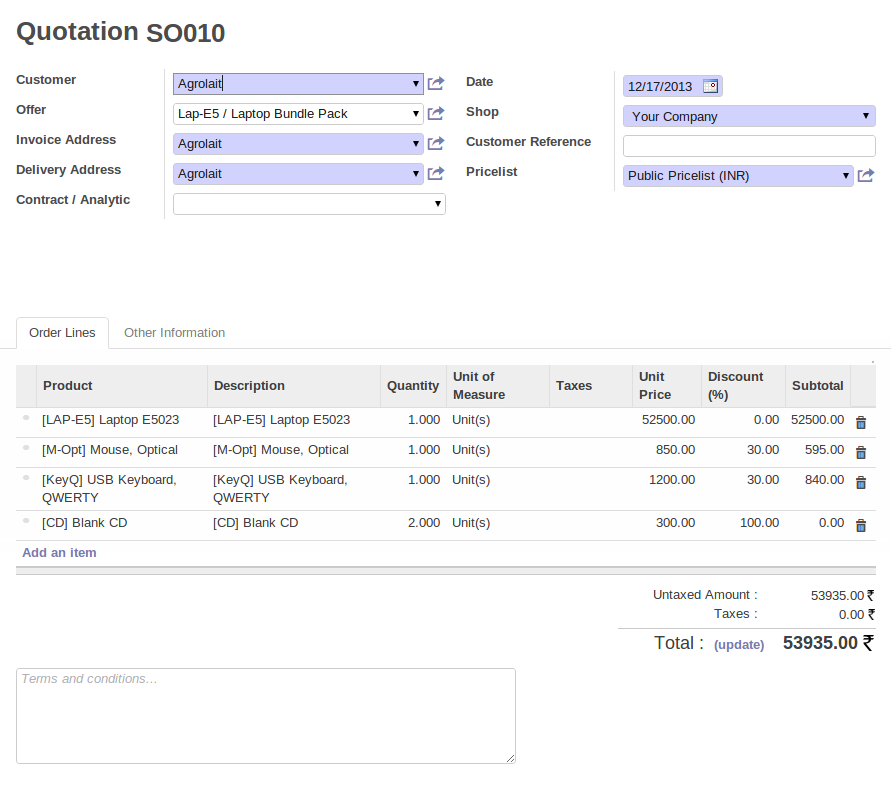 Quotation SO010
Customer Agrolait
Date 12/17/2013
Offer Lap-E5 / Laptop Bundle Pack
Shop Your Company
Invoice Address Agrolait
Customer Reference
Delivery Address Agrolait
Pricelist Public Pricelist (INR)
Contract / Analytic
Order Lines Other Information
Product Description Quantity Unit of Measure Taxes Unit Price Discount (%) Subtotal
[LAP-E5] Laptop E5023 [LAP-E5] Laptop E5023 1.000 Unit(s) 52500.00 0.00 52500.00
[M-Opt] Mouse, Optical [M-Opt] Mouse, Optical 1.000 Unit(s) 850.00 30.00 595.00
[KeyQ] USB Keyboard, [KeyQ] USB Keyboard, 1.000 Unit(s) 1200.00 30.00 840.00
QWERTY QWERTY
[CD] Blank CD [CD] Blank CD 2.000 Unit(s) 300.00 100.00 0.00
Add an item
Untaxed Amount : 53935.00 ₹
Taxes : 0.00 ₹
Total : (update) 53935.00 ₹
Terms and conditions...